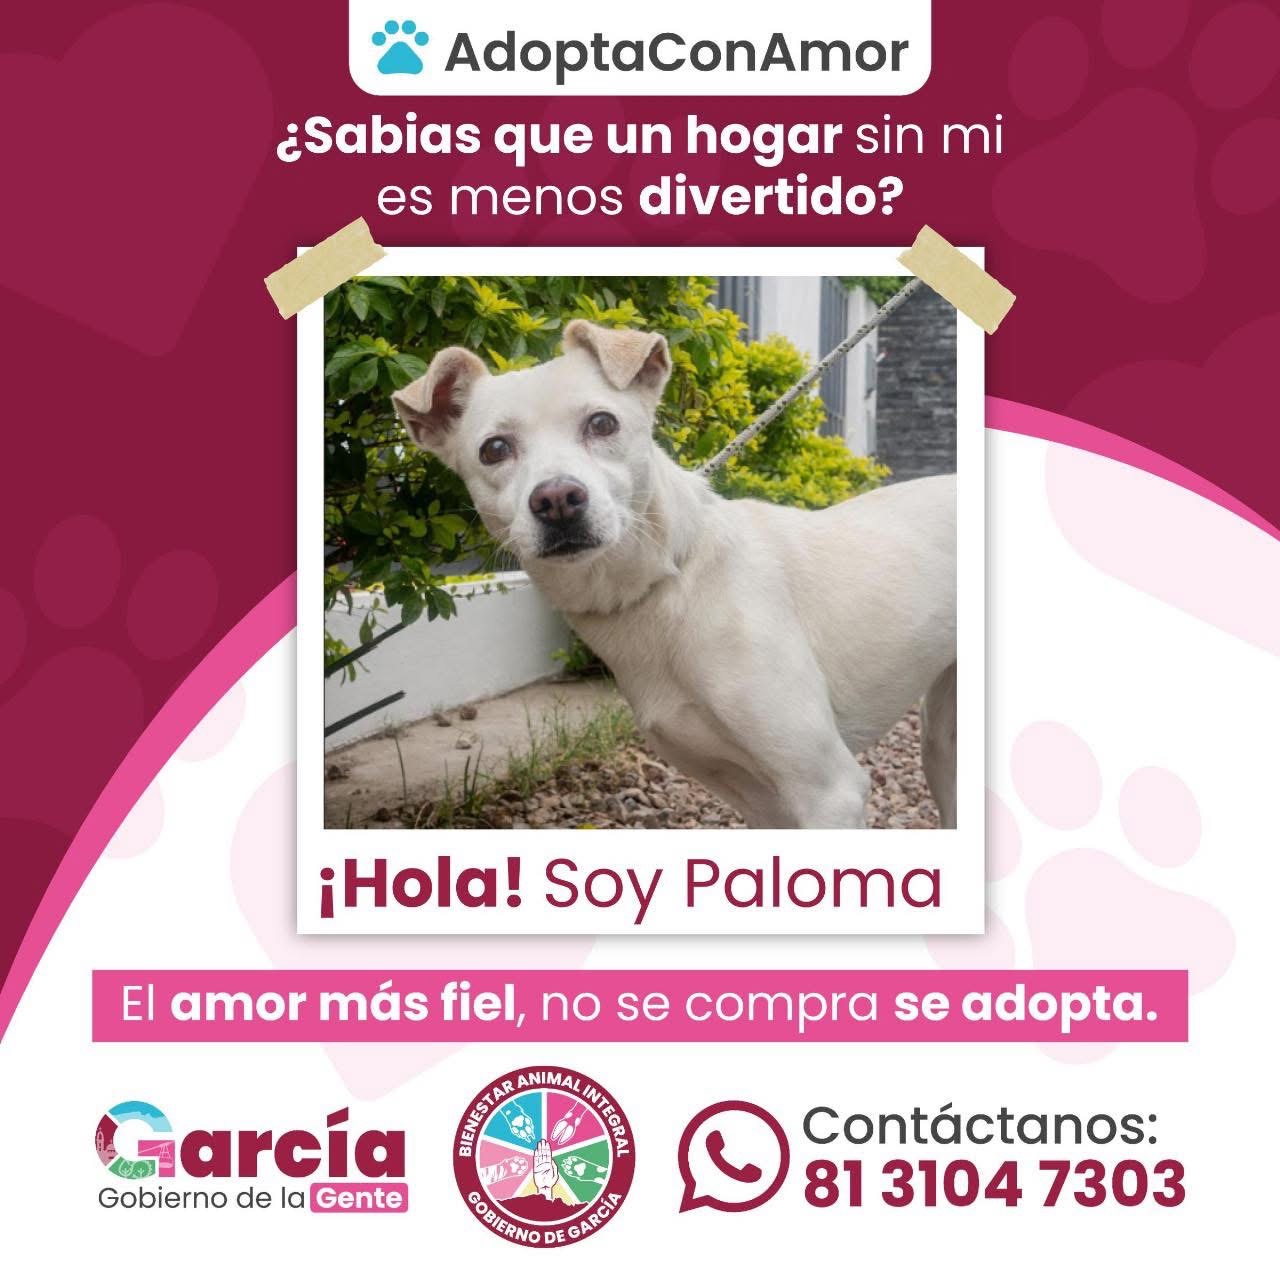 AdoptaConAmor
¿Sabias que un hogar sin mi
es menos divertido?
¡Hola! Soy Paloma
El amor más fiel, no se compra se adopta.
García
Gobierno de la Gente
BIENESTAR ANIMAL INTEGRAL
GOBIERNO DE GARCÍA
Contáctanos:
81 3104 7303